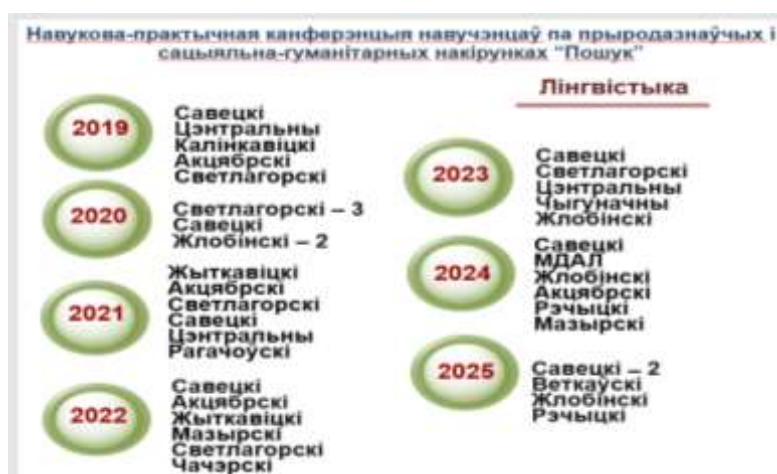 Навукова-практычная канферэнцыя навучэнцаў па прыродазнаўчых і
сацыяльна-гуманітарных накірунках "Пошук"
Лінгвістыка
2019
Савецкі
Цэнтральны
Калінкавіцкі
Акцябрскі
Светлагорскі
2020
Светлагорскі – 3
Савецкі
Жлобінскі – 2
2021
Жыткавіцкі
Акцябрскі
Светлагорскі
Савецкі
Цэнтральны
Рагачоўскі
2022
Савецкі
Акцябрскі
Жыткавіцкі
Мазырскі
Светлагорскі
Чачэрскі
2023
Савецкі
Светлагорскі
Цэнтральны
Чыгуначны
Жлобінскі
2024
Савецкі
МДАЛ
Жлобінскі
Акцябрскі
Рэчыцкі
Мазырскі
2025
Савецкі – 2
Веткаўскі
Жлобінскі
Рэчыцкі